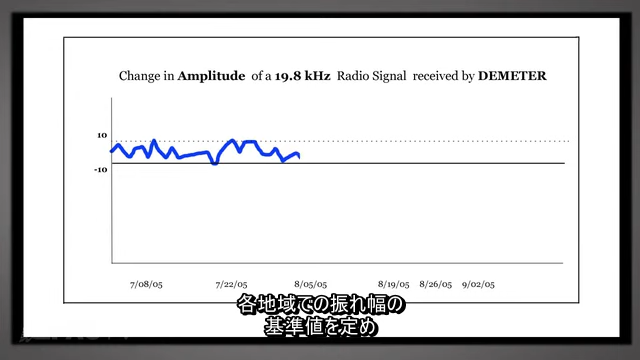 Change in Amplitude of a 19.8 kHz Radio Signal received by DEMETER
10
-10
7/08/05 7/22/05 8/05/05 8/19/05 8/26/05 9/02/05
各地域での振れ幅の
基準値を定め